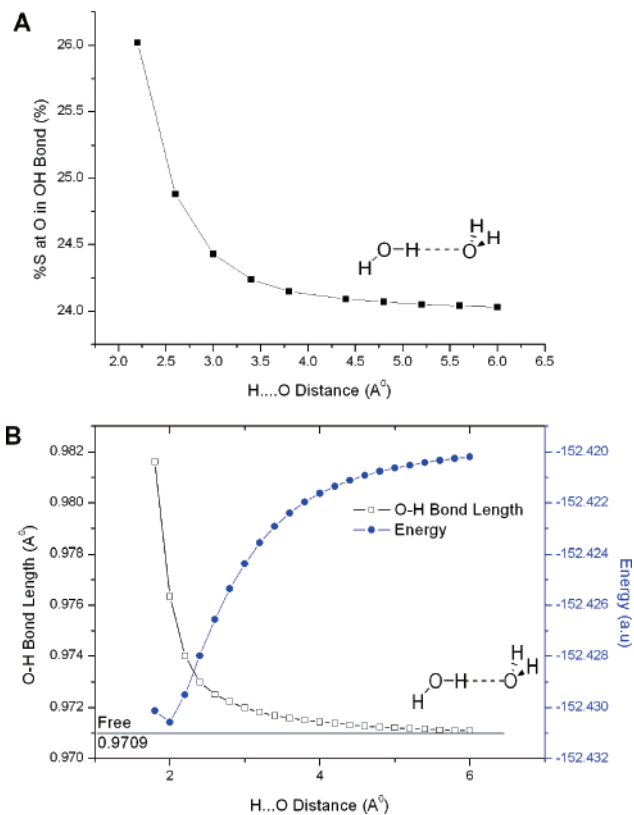 A
26.0
25.5
25.0
24.5
24.0
%S at O in OH Bond (%)
H
O
H
O
H
H
2.0 2.5 3.0 3.5 4.0 4.5 5.0 5.5 6.0 6.5
H....O Distance (A⁰)
B
0.982
0.980
0.978
0.976
0.974
0.972
0.970
O-H Bond Length (A⁰)
Free
0.9709
O-H Bond Length
Energy
H
O
H
O
H
H
-152.420
-152.422
-152.424
-152.426
-152.428
-152.430
-152.431
Energy (a.u)
2 4 6
H...O Distance (A⁰)